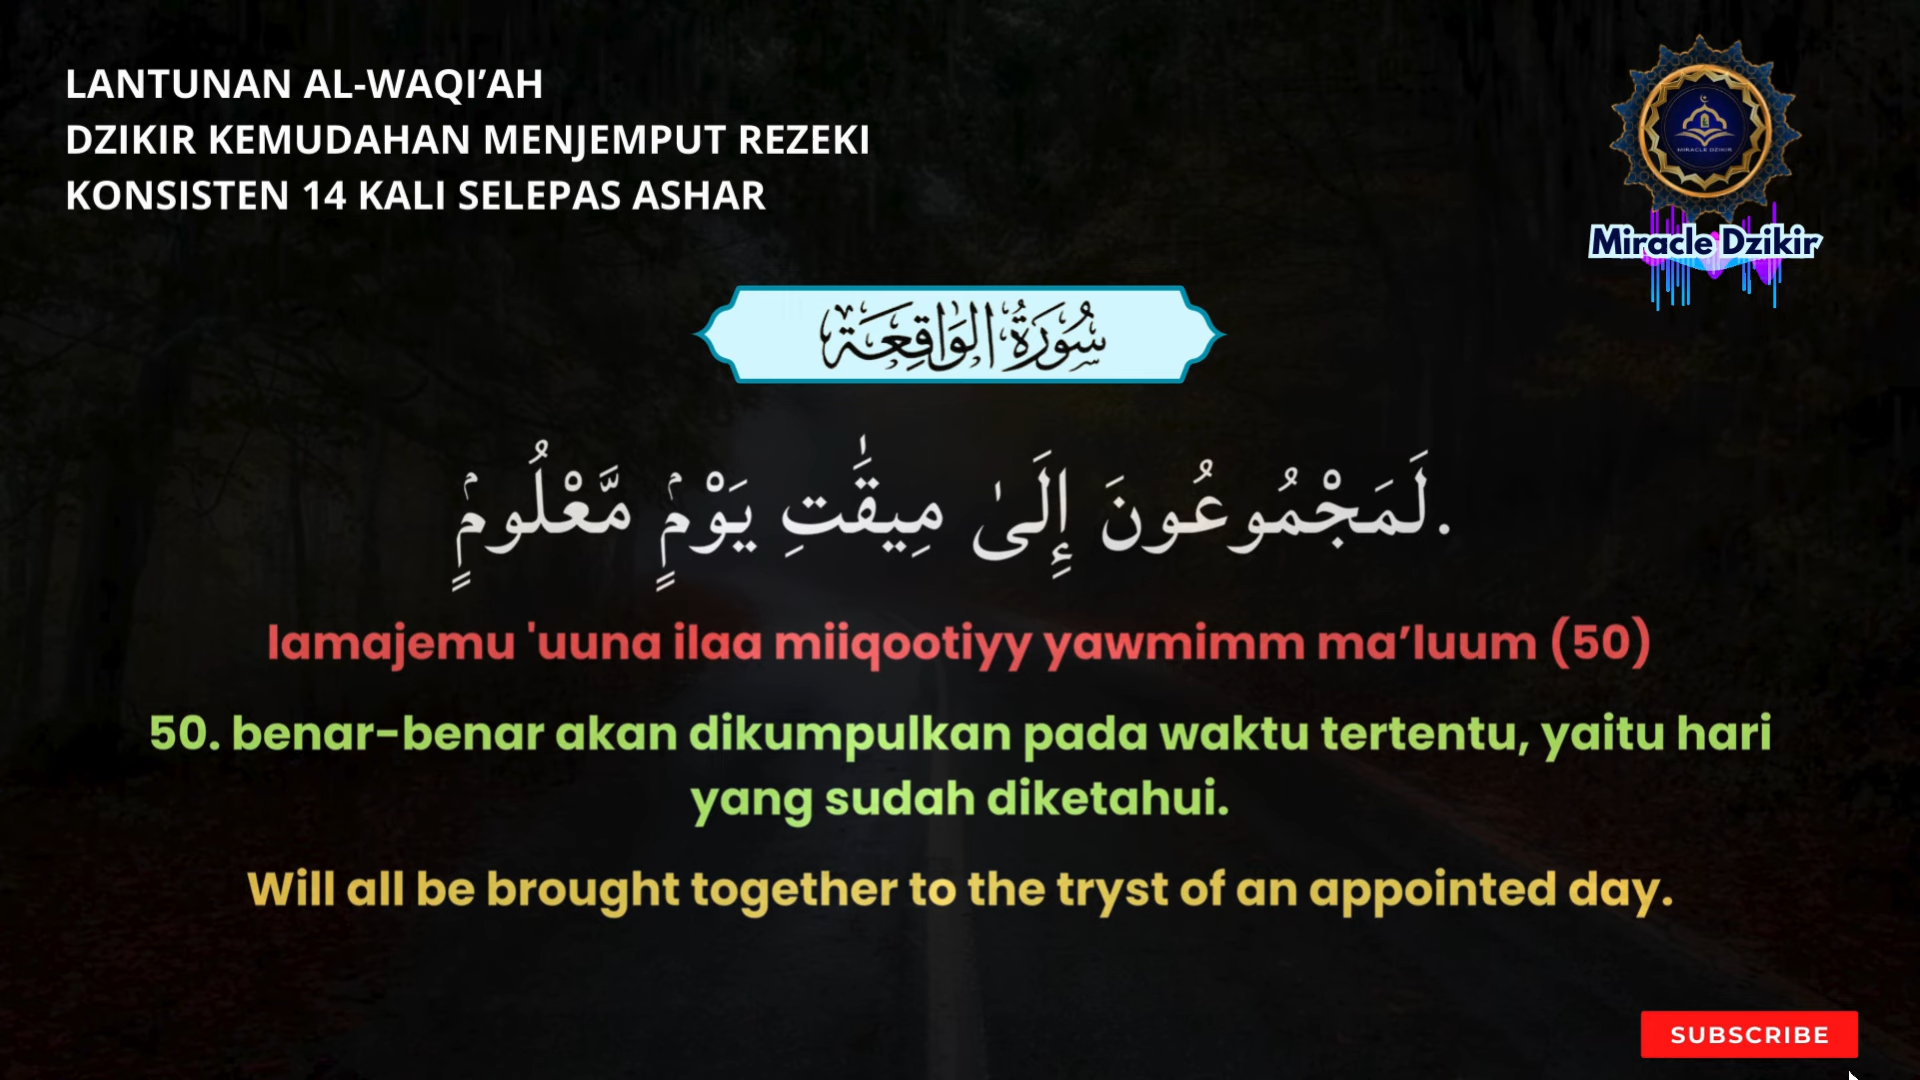 LANTUNAN AL-WAQI’AH
DZIKIR KEMUDAHAN MENJEMPUT REZEKI
KONSISTEN 14 KALI SELEPAS ASHAR
MIRACLE DZIKIR
Miracle Dzikir
سُورَةُ الوَاقِعَة
لَمَجْمُوعُونَ إِلَىٰ مِيقَٰتِ يَوْمٍۢ مَّعْلُومٍۢ.
lamajemu 'uuna ilaa miiqootiyy yawmimm ma’luum (50)
50. benar-benar akan dikumpulkan pada waktu tertentu, yaitu hari
yang sudah diketahui.
Will all be brought together to the tryst of an appointed day.
SUBSCRIBE